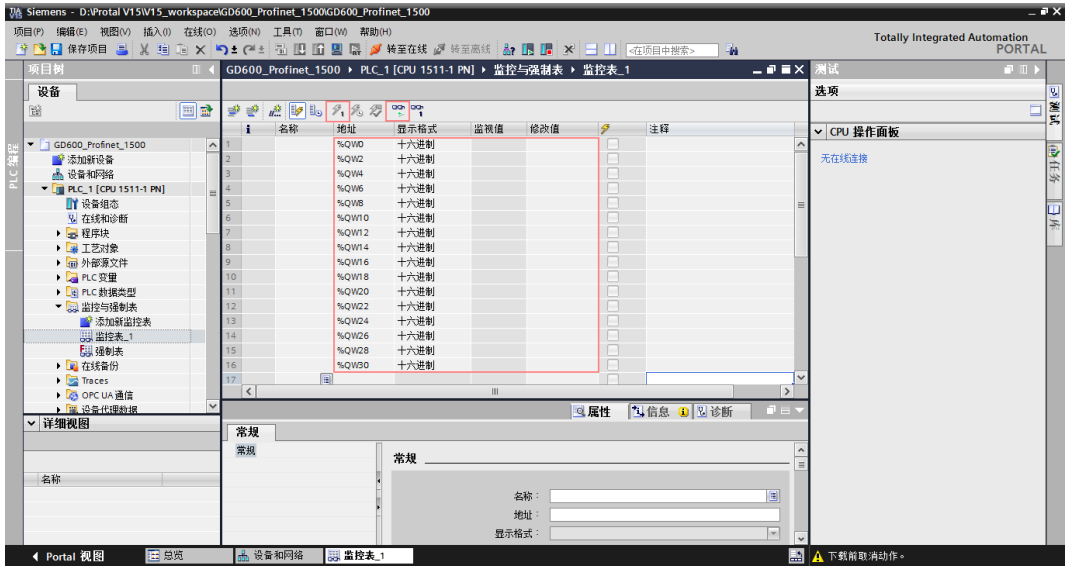 Siemens - D:\Protal V15\V15_workspace\GD600_Profinet_1500\GD600_Profinet_1500
项目(P) 编辑(E) 视图(V) 插入(I) 在线(O) 选项(N) 工具(T) 窗口(W) 帮助(H)
Totally Integrated Automation
PORTAL
保存项目 转至在线 转至离线 <在项目中搜索>
项目树
GD600_Profinet_1500 PLC_1 [CPU 1511-1 PN] 监控与强制表 监控表_1
测试
设备
选项
i 名称 地址 显示格式 监视值 修改值 注释
CPU 操作面板
无在线连接
PLC 编程
GD600_Profinet_1500
添加新设备
设备和网络
PLC_1 [CPU 1511-1 PN]
设备组态
在线和诊断
程序块
工艺对象
外部源文件
PLC 变量
PLC 数据类型
监控与强制表
添加新监控表
监控表_1
强制表
在线备份
Traces
OPC UA 通信
设备代理数据
1 %QW0 十六进制
2 %QW2 十六进制
3 %QW4 十六进制
4 %QW6 十六进制
5 %QW8 十六进制
6 %QW10 十六进制
7 %QW12 十六进制
8 %QW14 十六进制
9 %QW16 十六进制
10 %QW18 十六进制
11 %QW20 十六进制
12 %QW22 十六进制
13 %QW24 十六进制
14 %QW26 十六进制
15 %QW28 十六进制
16 %QW30 十六进制
17
测试
任务
库
属性 信息 诊断
详细视图
名称
常规
常规
常规
名称：
地址：
显示格式：
Portal 视图 总览 设备和网络 监控表_1 下载前取消动作。